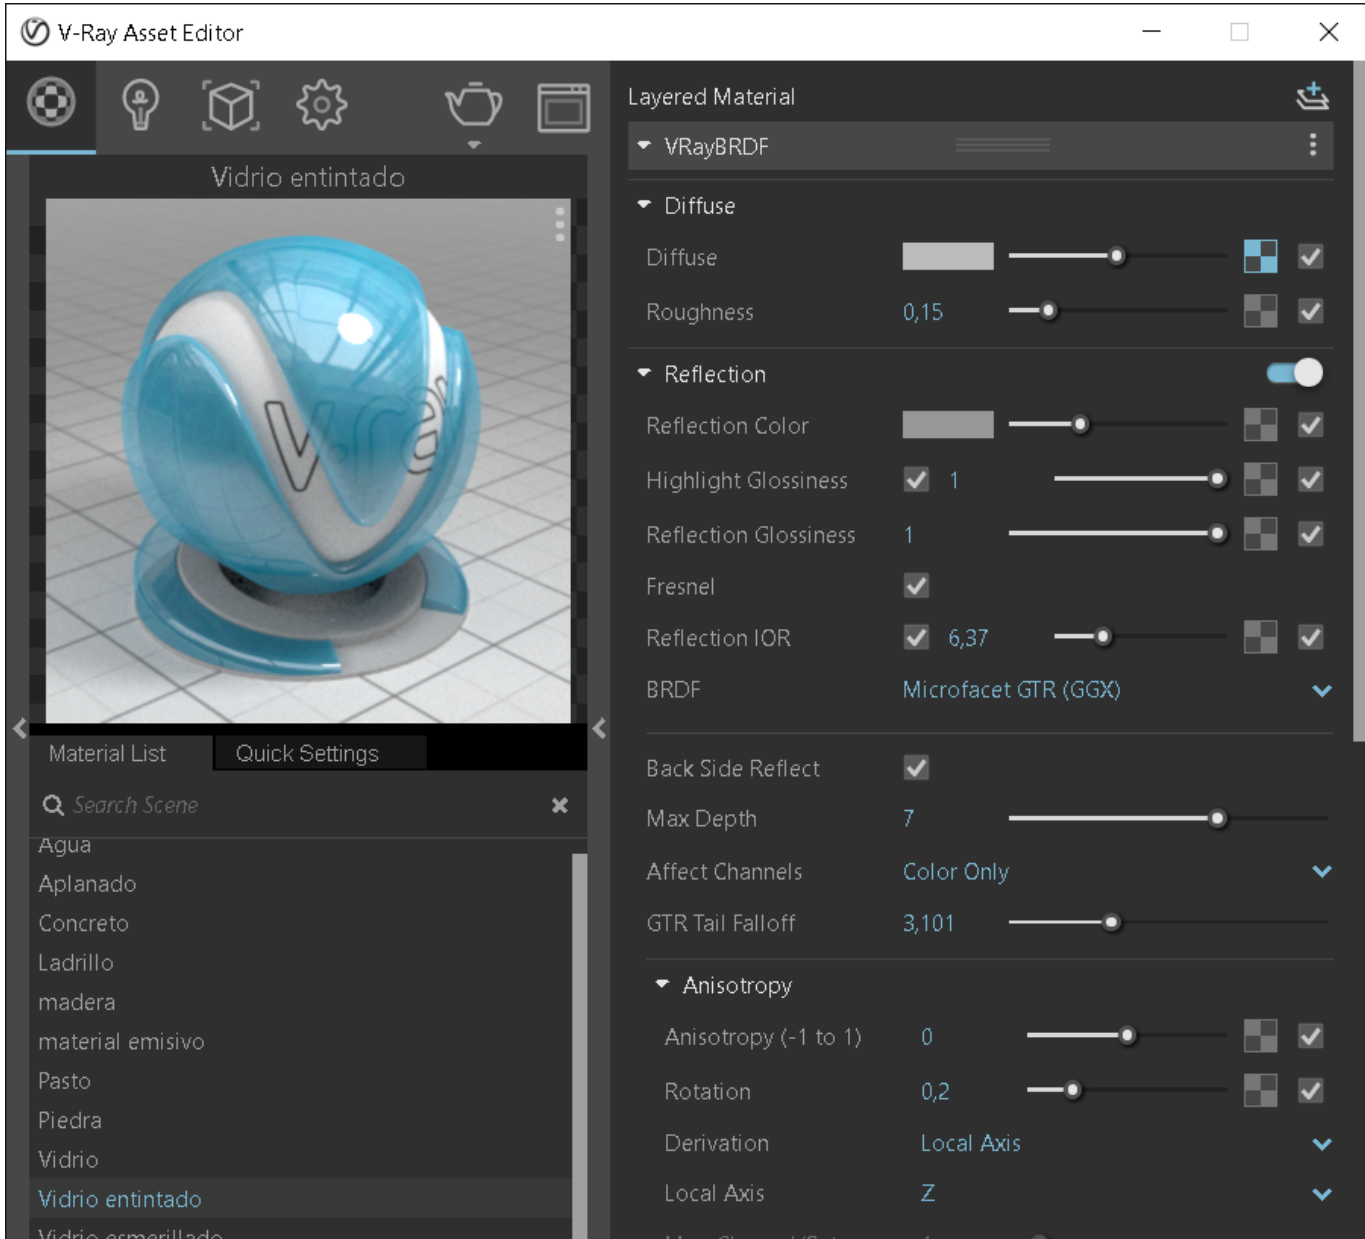 V-Ray Asset Editor
Vidrio entintado
v.ra
Material List
Quick Settings
Search Scene
Agua
Aplanado
Concreto
Ladrillo
madera
material emisivo
Pasto
Piedra
Vidrio
Vidrio entintado
Vidrio esmerillado
Layered Material
VRayBRDF
Diffuse
Diffuse
Roughness 0,15
Reflection
Reflection Color
Highlight Glossiness 1
Reflection Glossiness 1
Fresnel
Reflection IOR 6,37
BRDF Microfacet GTR (GGX)
Back Side Reflect
Max Depth 7
Affect Channels Color Only
GTR Tail Falloff 3,101
Anisotropy
Anisotropy (-1 to 1) 0
Rotation 0,2
Derivation Local Axis
Local Axis Z